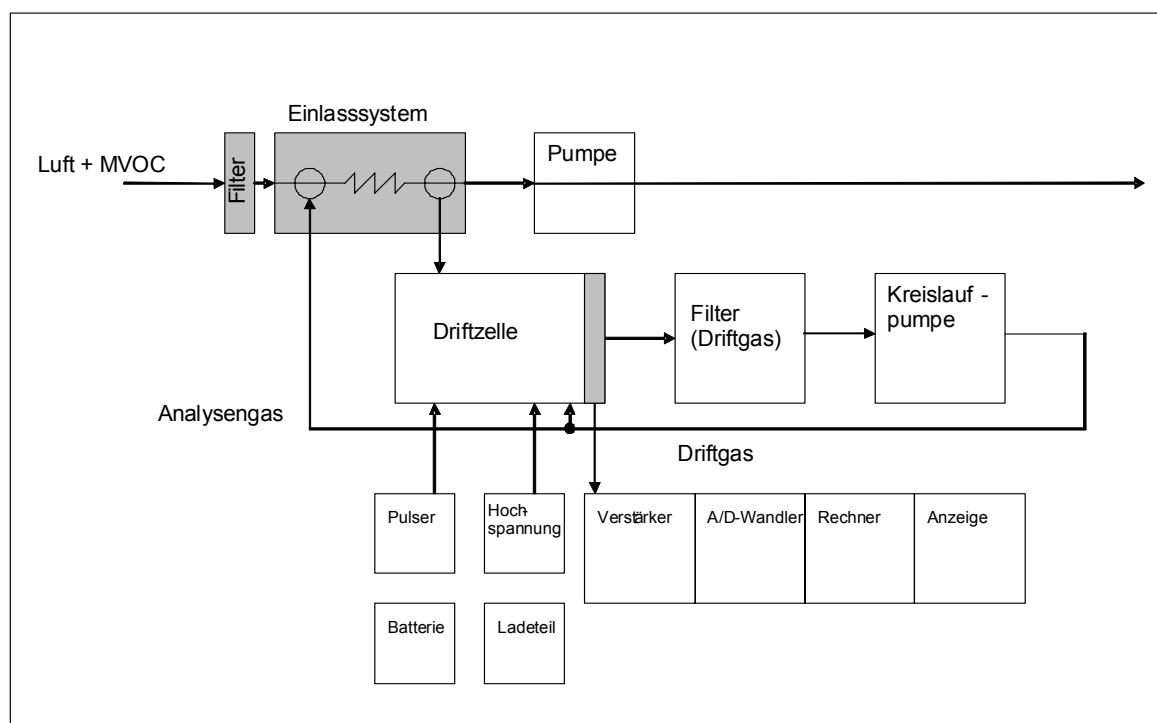 Einlasssystem
Luft + MVOC
Filter
Pumpe
Driftzelle
Filter
(Driftgas)
Kreislauf -
pumpe
Analysengas
Driftgas
Pulser
Hoch-
spannung
Verstärker
A/D-Wandler
Rechner
Anzeige
Batterie
Ladeteil